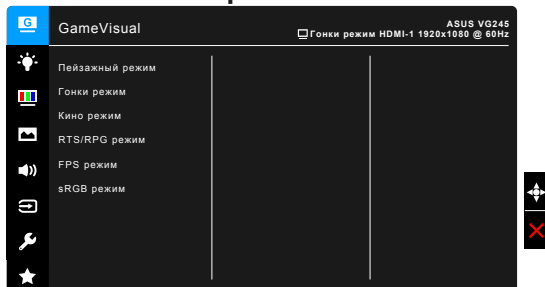 G
GameVisual
ASUS VG245
Гонки режим HDMI-1 1920x1080 @ 60Hz
Пейзажный режим
Гонки режим
Кино режим
RTS/RPG режим
FPS режим
sRGB режим